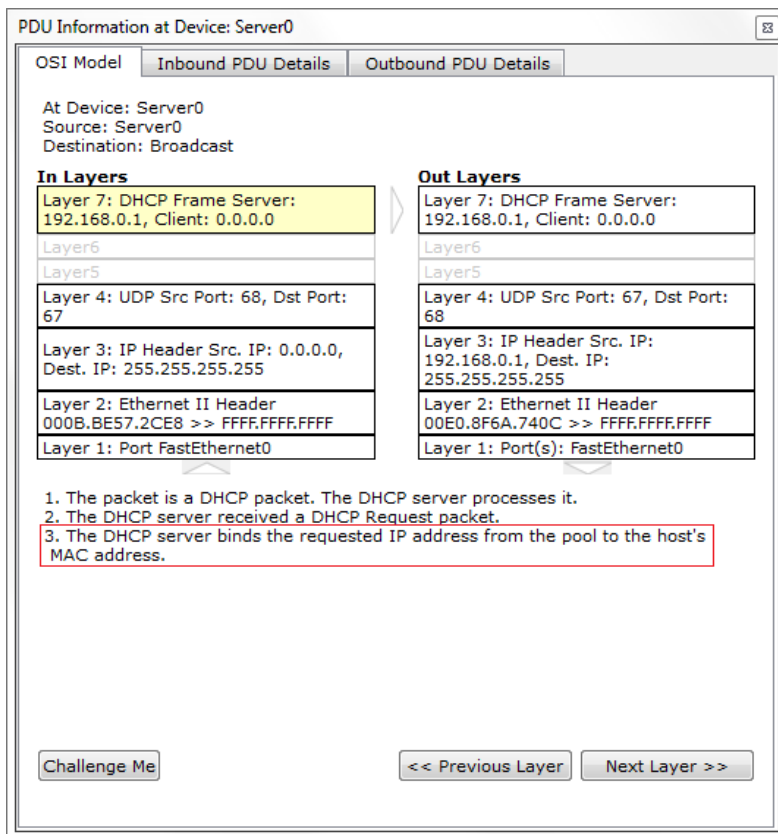 PDU Information at Device: Server0
OSI Model
Inbound PDU Details
Outbound PDU Details
At Device: Server0
Source: Server0
Destination: Broadcast
In Layers
Layer 7: DHCP Frame Server:
192.168.0.1, Client: 0.0.0.0
Layer6
Layer5
Layer 4: UDP Src Port: 68, Dst Port:
67
Layer 3: IP Header Src. IP: 0.0.0.0,
Dest. IP: 255.255.255.255
Layer 2: Ethernet II Header
000B.BE57.2CE8 >> FFFF.FFFF.FFFF
Layer 1: Port FastEthernet0
Out Layers
Layer 7: DHCP Frame Server:
192.168.0.1, Client: 0.0.0.0
Layer6
Layer5
Layer 4: UDP Src Port: 67, Dst Port:
68
Layer 3: IP Header Src. IP:
192.168.0.1, Dest. IP:
255.255.255.255
Layer 2: Ethernet II Header
00E0.8F6A.740C >> FFFF.FFFF.FFFF
Layer 1: Port(s): FastEthernet0
1. The packet is a DHCP packet. The DHCP server processes it.
2. The DHCP server received a DHCP Request packet.
3. The DHCP server binds the requested IP address from the pool to the host's
MAC address.
Challenge Me
<< Previous Layer
Next Layer >>